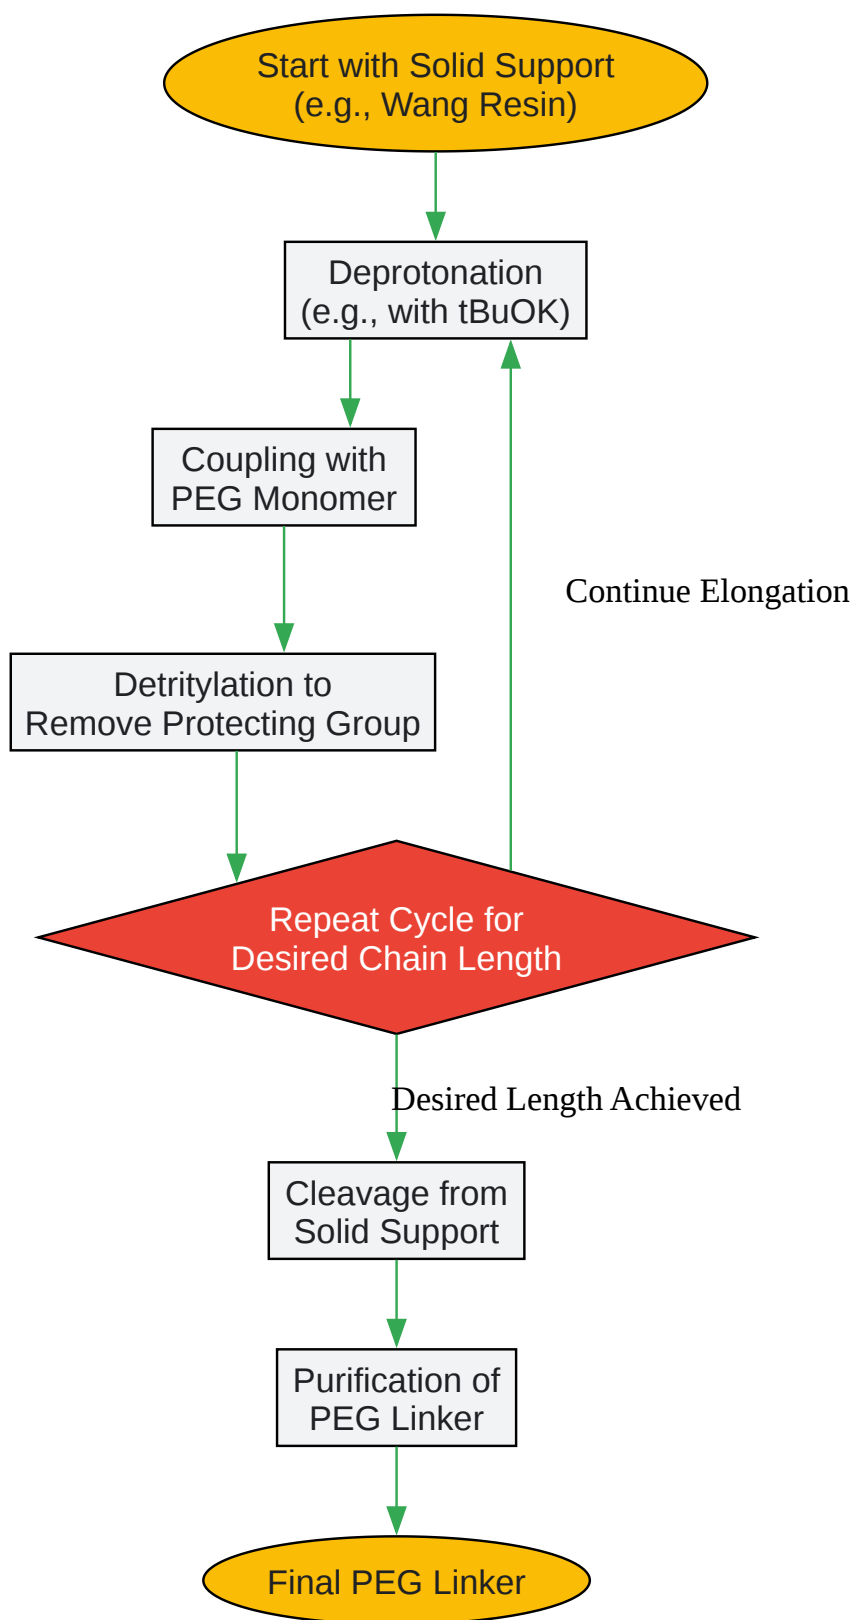 Start with Solid Support
(e.g., Wang Resin)
Deprotonation
(e.g., with tBuOK)
Coupling with
PEG Monomer
Continue Elongation
Detritylation to
Remove Protecting Group
Repeat Cycle for
Desired Chain Length
Desired Length Achieved
Cleavage from
Solid Support
Purification of
PEG Linker
Final PEG Linker